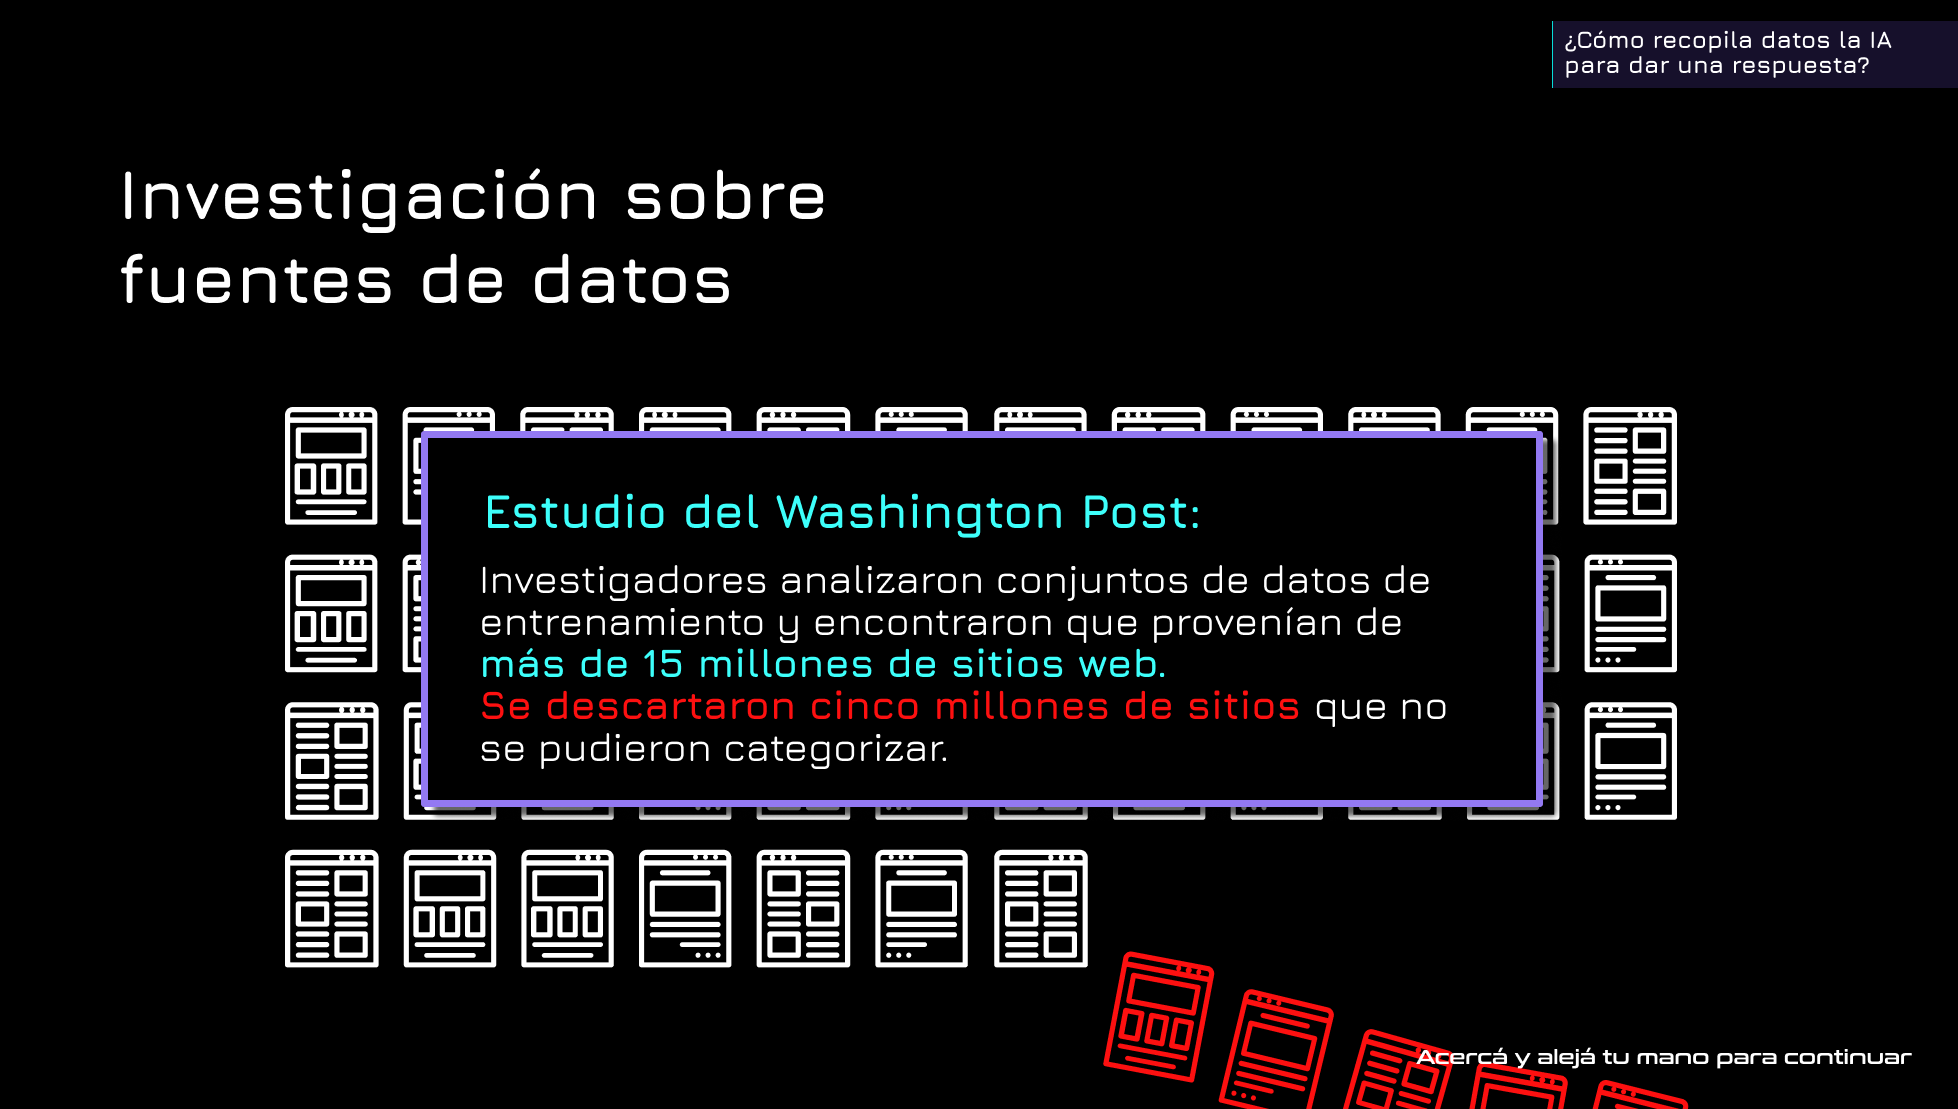 ¿Cómo recopila datos la IA
para dar una respuesta?
Investigación sobre
fuentes de datos
Estudio del Washington Post:
Investigadores analizaron conjuntos de datos de
entrenamiento y encontraron que provenían de
más de 15 millones de sitios web.
Se descartaron cinco millones de sitios que no
se pudieron categorizar.
Acercá y alejá tu mano para continuar